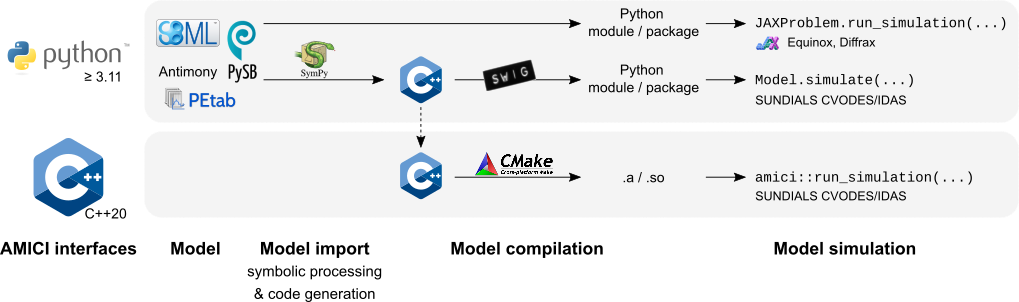 python™
≥ 3.11
SBML
PySB
Antimony
PEtab
SymPy
C++
SWIG
Python
module / package
JAXProblem.run_simulation(...)
JAX
Equinox, Diffrax
Python
module / package
Model.simulate(...)
SUNDIALS CVODES/IDAS
C++
C++20
C++
CMake
Cross-platform Make
.a / .so
amici::run_simulation(...)
SUNDIALS CVODES/IDAS
AMICI interfaces
Model
Model import
symbolic processing
& code generation
Model compilation
Model simulation